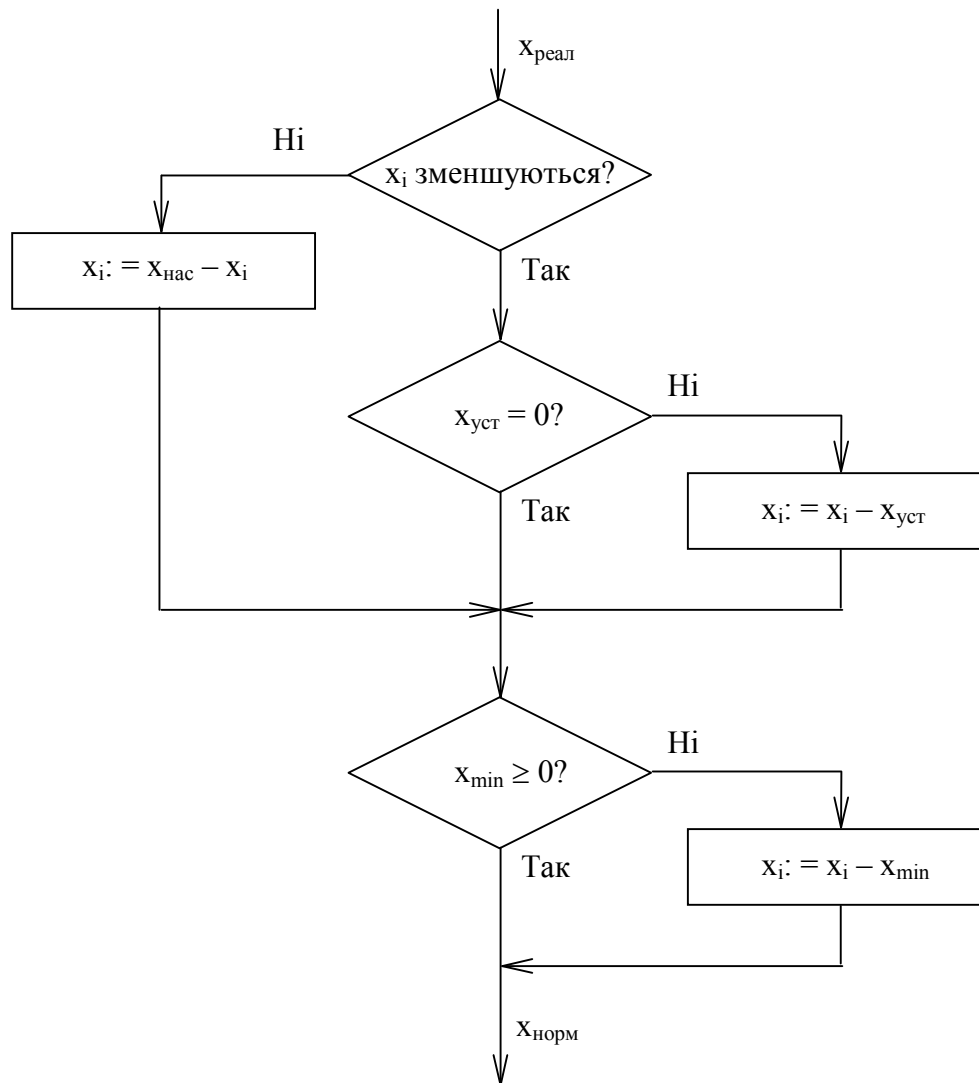 xреал
Ні
xi зменшуються?
xi: = xнас – xi
Так
Ні
xуст = 0?
Так
xi: = xi – xуст
Ні
xmin ≥ 0?
Так
xi: = xi – xmin
xнорм